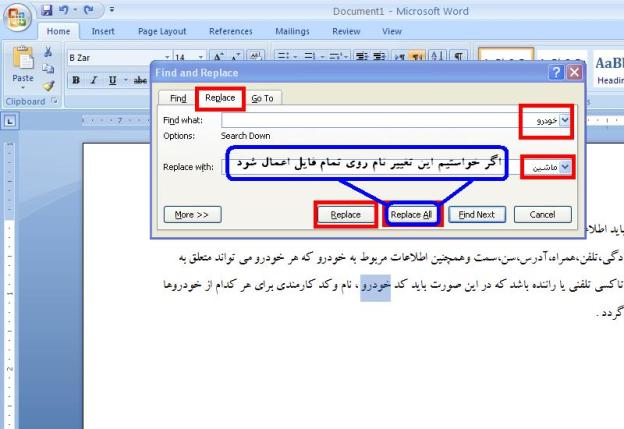 Document1 - Microsoft Word
Home Insert Page Layout References Mailings Review View
B Zar 14
Paste
B I U abe
Clipboard
AaBb
Headin
Find and Replace
Find Replace Go To
Find what: خودرو
Options: Search Down
Replace with: ماشین
اگر خواستیم این تغییر نام روی تمام فایل اعمال شود
More >> Replace Replace All Find Next Cancel
باید اطلا
دگی،تلفن،همراه،آدرس،سن،سمت وهمچنین اطلاعات مربوط به خودرو که هر خودرو می تواند متعلق به
تاکسی تلفنی یا راننده باشد که در این صورت باید کد خودرو ، نام وکد کارمندی برای هر کدام از خودروها
گردد .